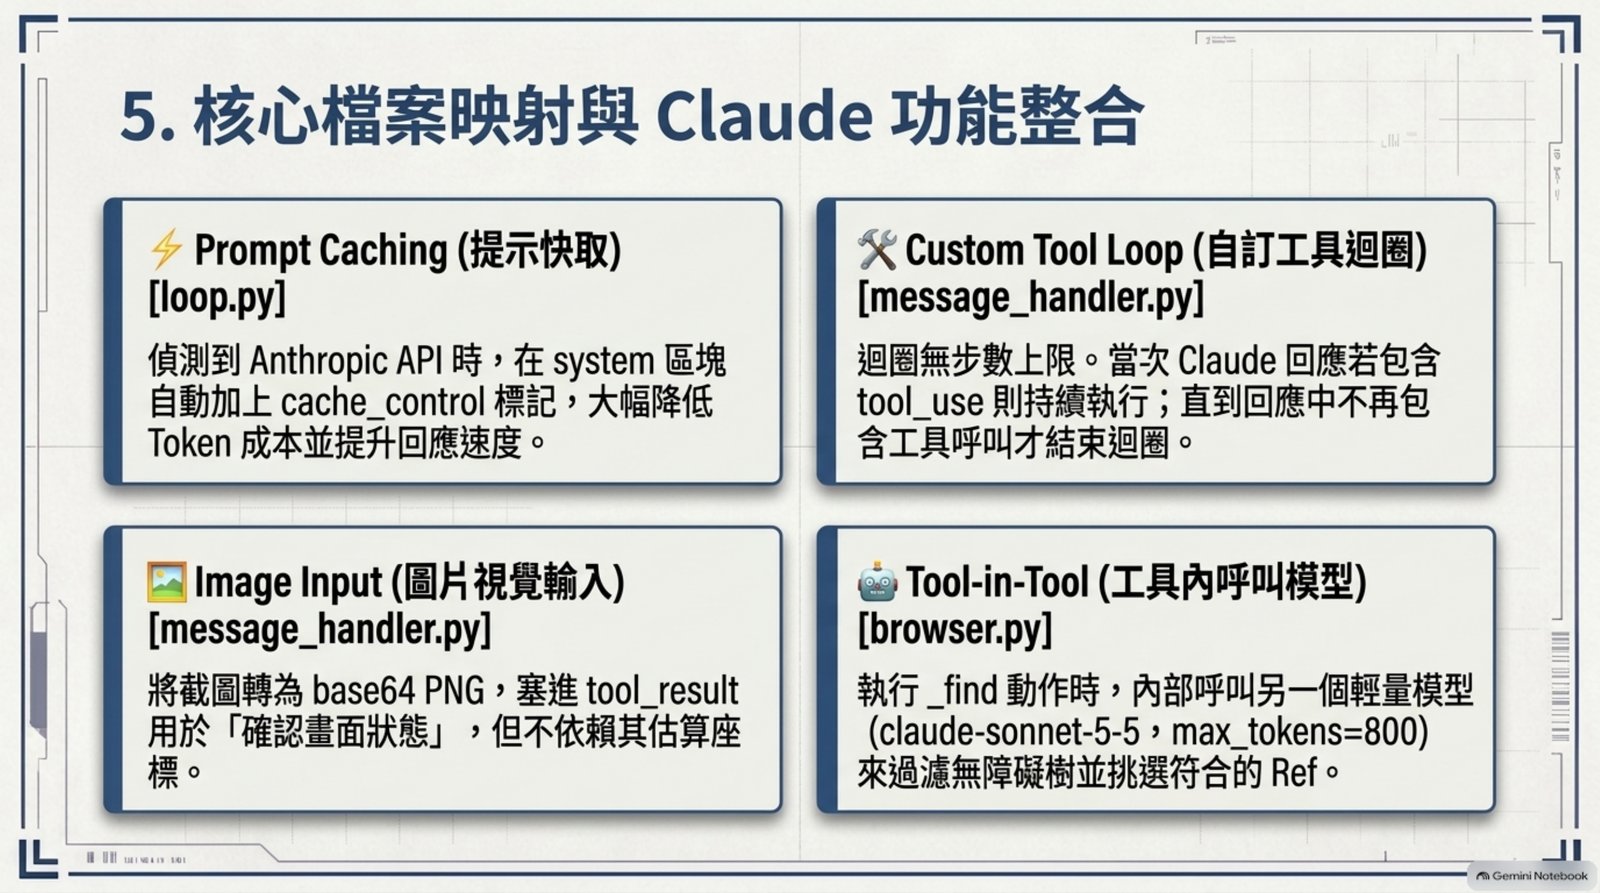 5. 核心檔案映射與 Claude 功能整合
⚡ Prompt Caching (提示快取)
[loop.py]
偵測到 Anthropic API 時，在 system 區塊
自動加上 cache_control 標記，大幅降低
Token 成本並提升回應速度。
🛠️ Custom Tool Loop (自訂工具迴圈)
[message_handler.py]
迴圈無步數上限。當次 Claude 回應若包含
tool_use 則持續執行；直到回應中不再包
含工具呼叫才結束迴圈。
🖼️ Image Input (圖片視覺輸入)
[message_handler.py]
將截圖轉為 base64 PNG，塞進 tool_result
用於「確認畫面狀態」，但不依賴其估算座
標。
🤖 Tool-in-Tool (工具內呼叫模型)
[browser.py]
執行 _find 動作時，內部呼叫另一個輕量模型
(claude-sonnet-5-5，max_tokens=800)
來過濾無障礙樹並挑選符合的 Ref。
Gemini Notebook